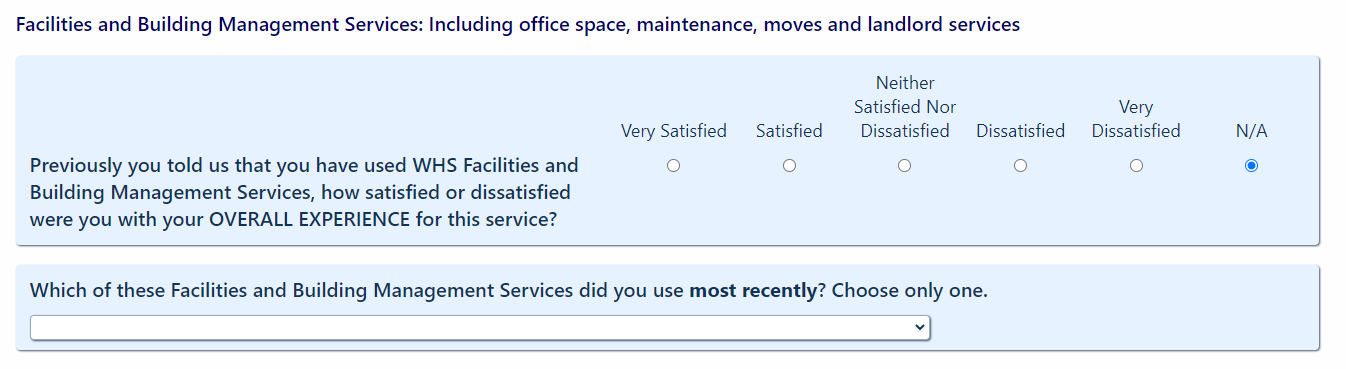 Facilities and Building Management Services: Including office space, maintenance, moves and landlord services
Neither
Satisfied Nor
Very
Very Satisfied Satisfied Dissatisfied Dissatisfied Dissatisfied N/A
Previously you told us that you have used WHS Facilities and
Building Management Services, how satisfied or dissatisfied
were you with your OVERALL EXPERIENCE for this service?
Which of these Facilities and Building Management Services did you use most recently? Choose only one.